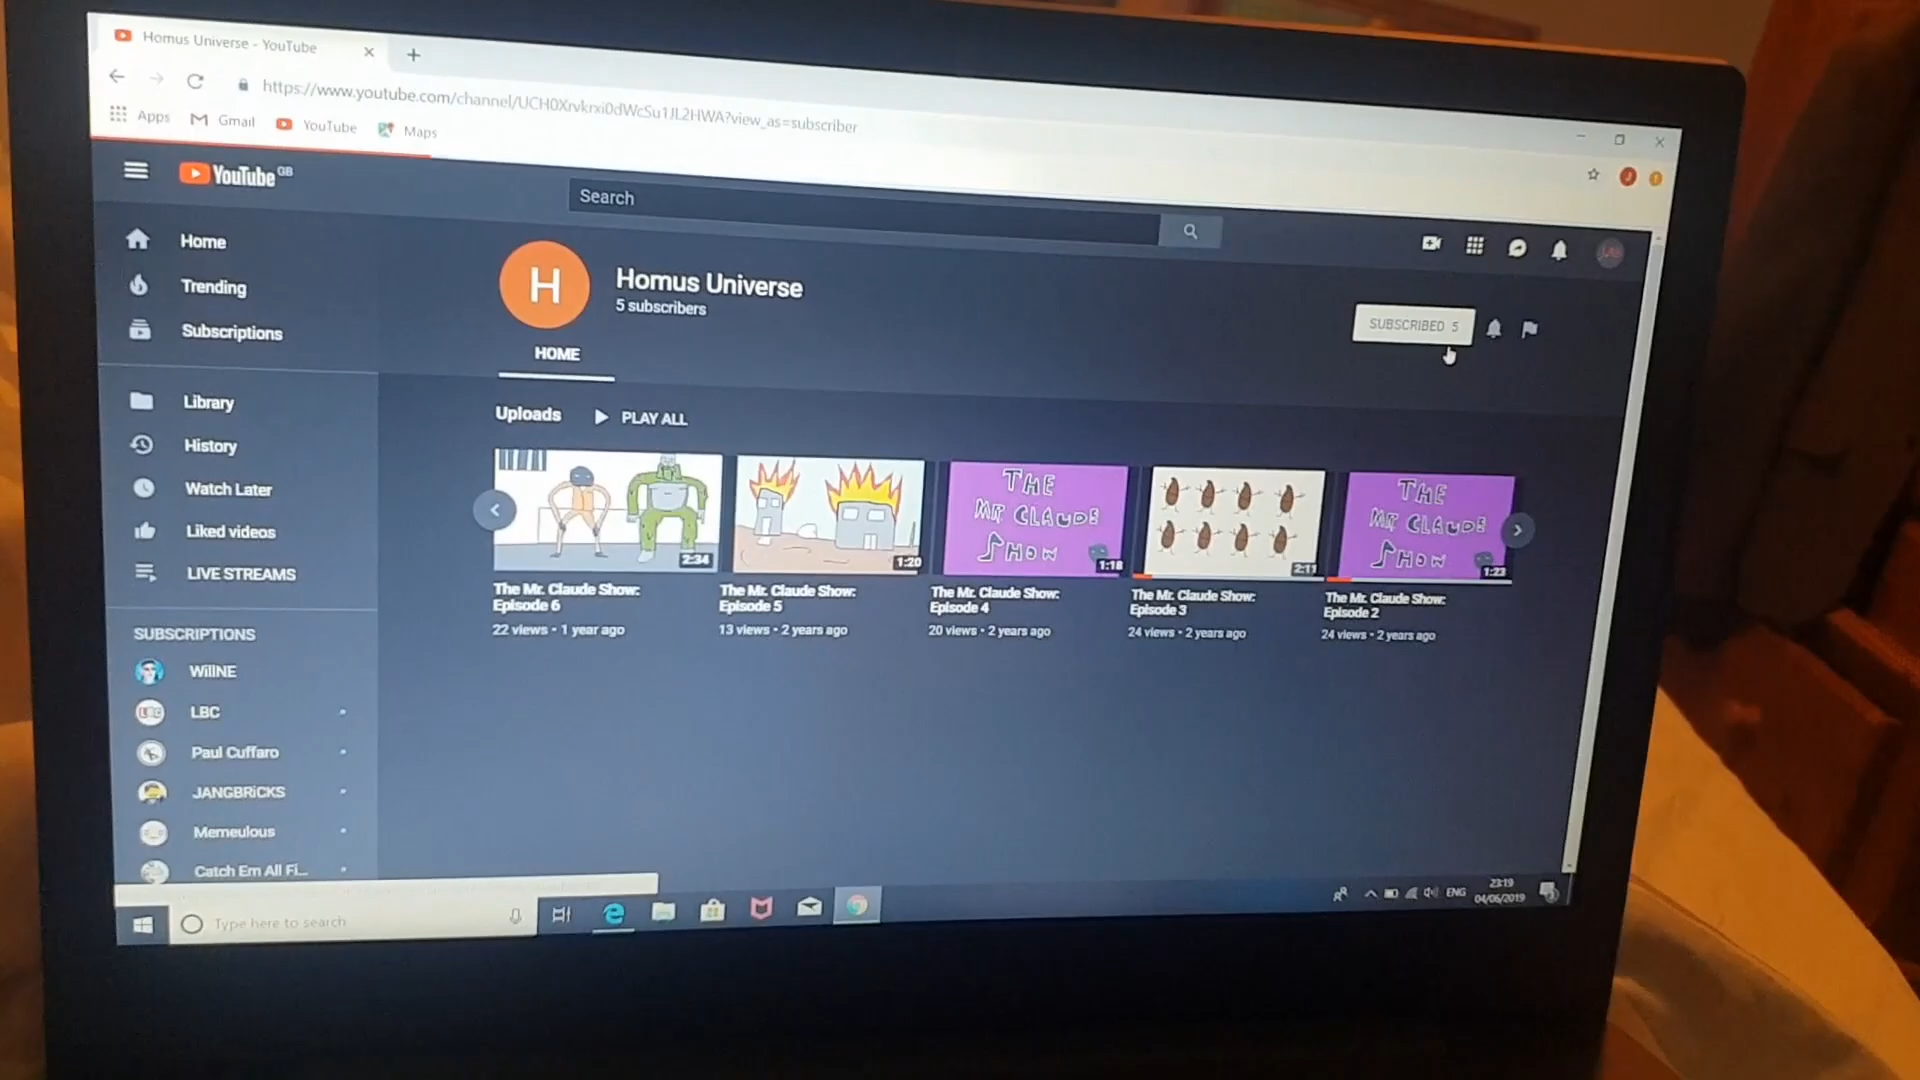 Homus Universe - YouTube
https://www.youtube.com/channel/UCH0Xrvkrxi0dWcSu1JL2HWA?view_as=subscriber
Apps Gmail YouTube Maps
YouTube GB
Search
Home
Trending
Subscriptions
Library
History
Watch Later
Liked videos
LIVE STREAMS
SUBSCRIPTIONS
WillNE
LBC
Paul Cuffaro
JANGBRiCKS
Memeulous
Catch Em All Fi...
H
Homus Universe
5 subscribers
SUBSCRIBED 5
HOME
Uploads PLAY ALL
2:34
The Mr. Claude Show:
Episode 6
22 views • 1 year ago
1:20
The Mr. Claude Show:
Episode 5
13 views • 2 years ago
THE
MR CLAUDE
SHOW
1:18
The Mr. Claude Show:
Episode 4
20 views • 2 years ago
2:11
The Mr. Claude Show:
Episode 3
24 views • 2 years ago
THE
MR CLAUDE
SHOW
1:23
The Mr. Claude Show:
Episode 2
24 views • 2 years ago
Type here to search
ENG
23:19
04/06/2019